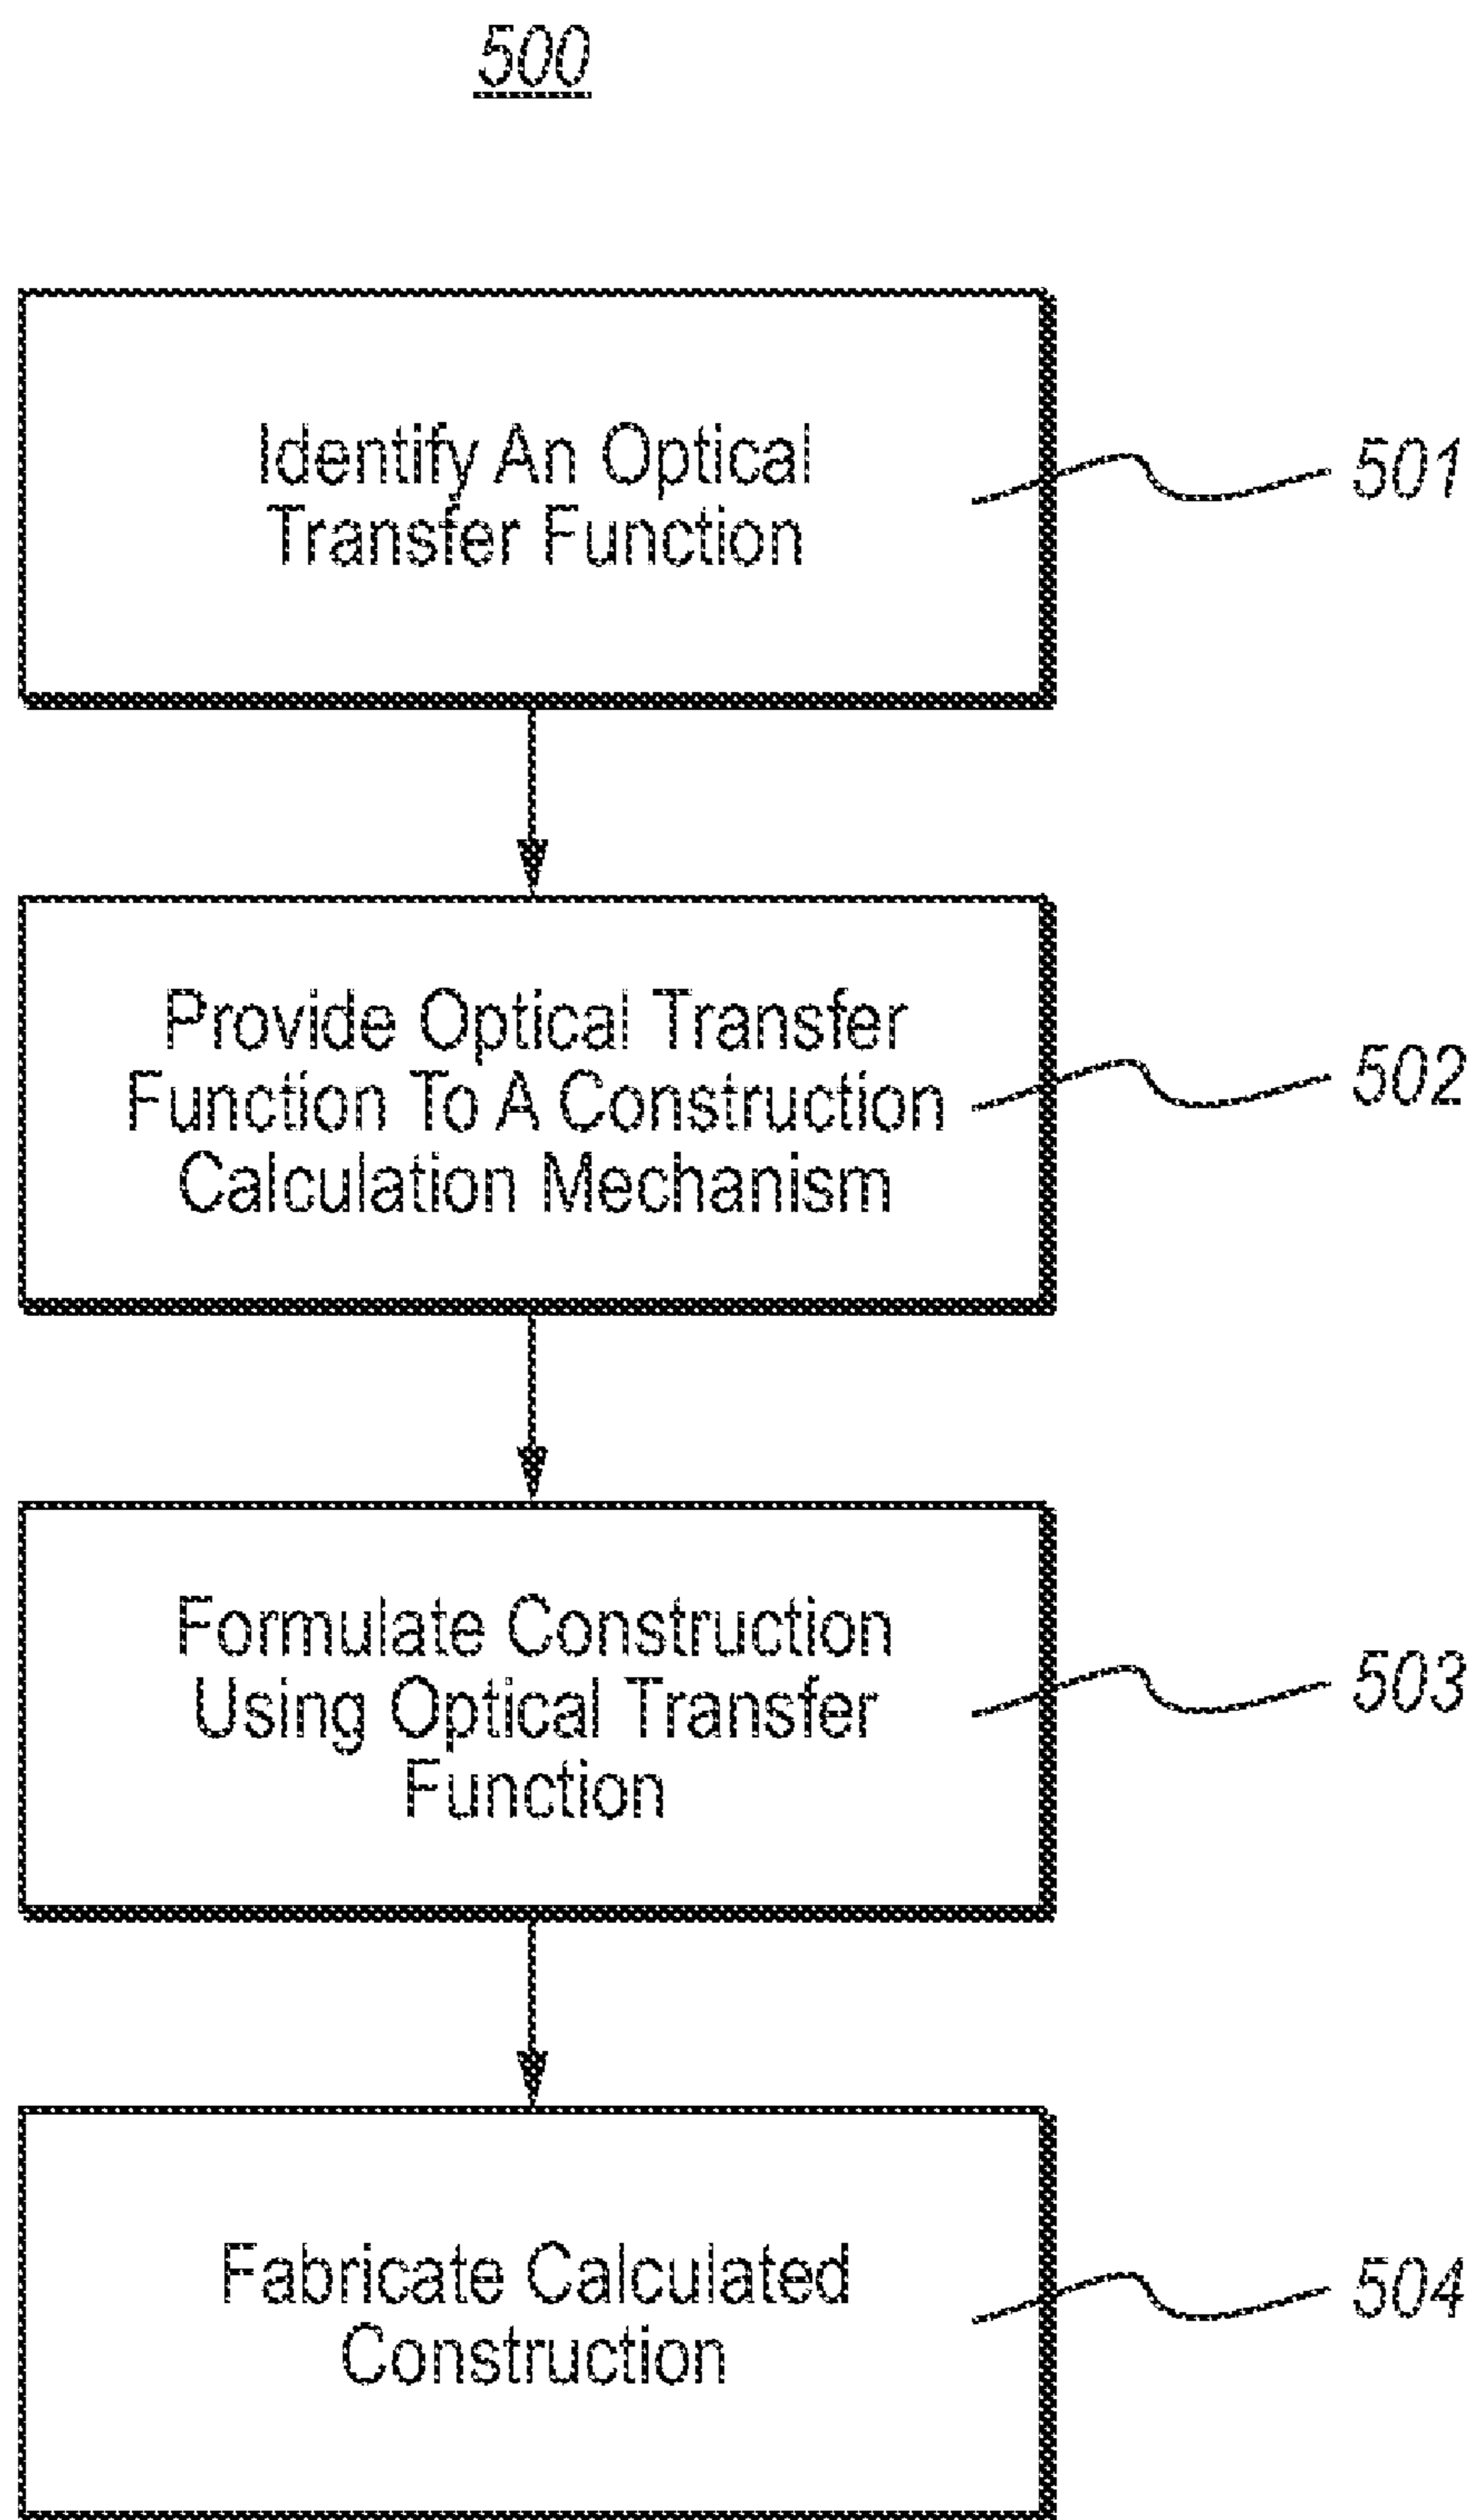 500
Identify An Optical
Transfer Function
501
Provide Optical Transfer
Function To A Construction
Calculation Mechanism
502
Formulate Construction
Using Optical Transfer
Function
503
Fabricate Calculated
Construction
504